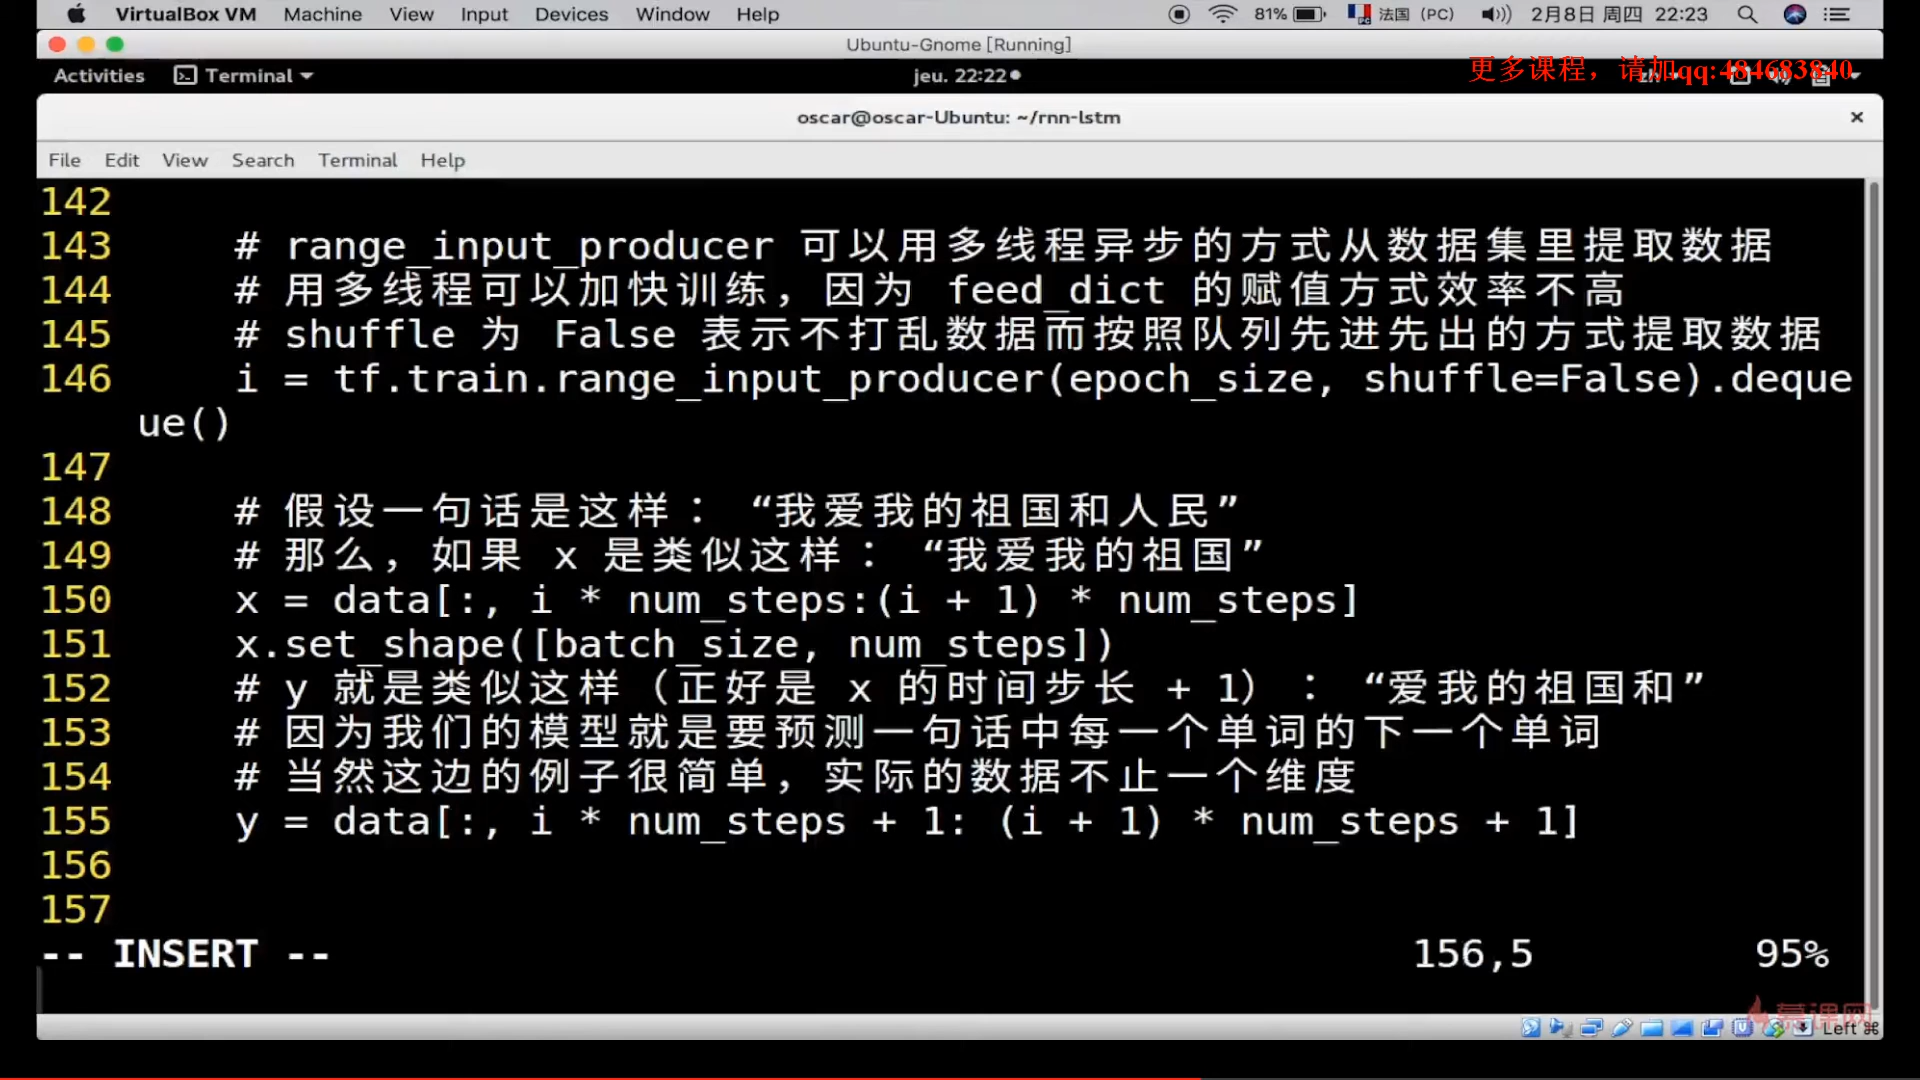 VirtualBox VM Machine View Input Devices Window Help 81% 法国 (PC) 2月8日 周四 22:23
Ubuntu-Gnome [Running]
Activities Terminal jeu. 22:22
更多课程，请加qq:484683840
oscar@oscar-Ubuntu: ~/rnn-lstm
File Edit View Search Terminal Help
142
143 # range_input_producer 可以用多线程异步的方式从数据集里提取数据
144 # 用多线程可以加快训练，因为 feed_dict 的赋值方式效率不高
145 # shuffle 为 False 表示不打乱数据而按照队列先进先出的方式提取数据
146 i = tf.train.range_input_producer(epoch_size, shuffle=False).deque
ue()
147
148 # 假设一句话是这样： “我爱我的祖国和人民”
149 # 那么，如果 x 是类似这样： “我爱我的祖国”
150 x = data[:, i * num_steps:(i + 1) * num_steps]
151 x.set_shape([batch_size, num_steps])
152 # y 就是类似这样（正好是 x 的时间步长 + 1） ： “爱我的祖国和”
153 # 因为我们的模型就是要预测一句话中每一个单词的下一个单词
154 # 当然这边的例子很简单，实际的数据不止一个维度
155 y = data[:, i * num_steps + 1: (i + 1) * num_steps + 1]
156
157
-- INSERT -- 156,5 95%
慕课网
Left ⌘